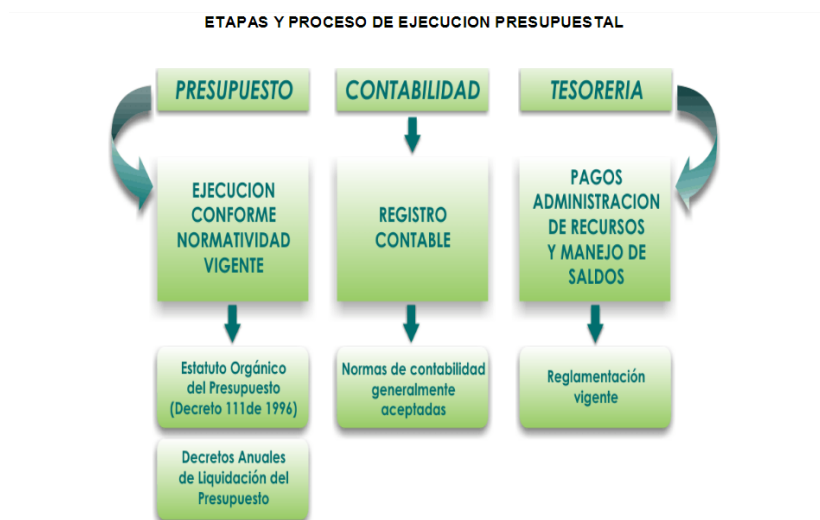 ETAPAS Y PROCESO DE EJECUCION PRESUPUESTAL
PRESUPUESTO
CONTABILIDAD
TESORERIA
EJECUCION
CONFORME
NORMATIVIDAD
VIGENTE
REGISTRO
CONTABLE
PAGOS
ADMINISTRACION
DE RECURSOS
Y MANEJO DE
SALDOS
Estatuto Orgánico
del Presupuesto
(Decreto 111de 1996)
Normas de contabilidad
generalmente
aceptadas
Reglamentación
vigente
Decretos Anuales
de Liquidación del
Presupuesto